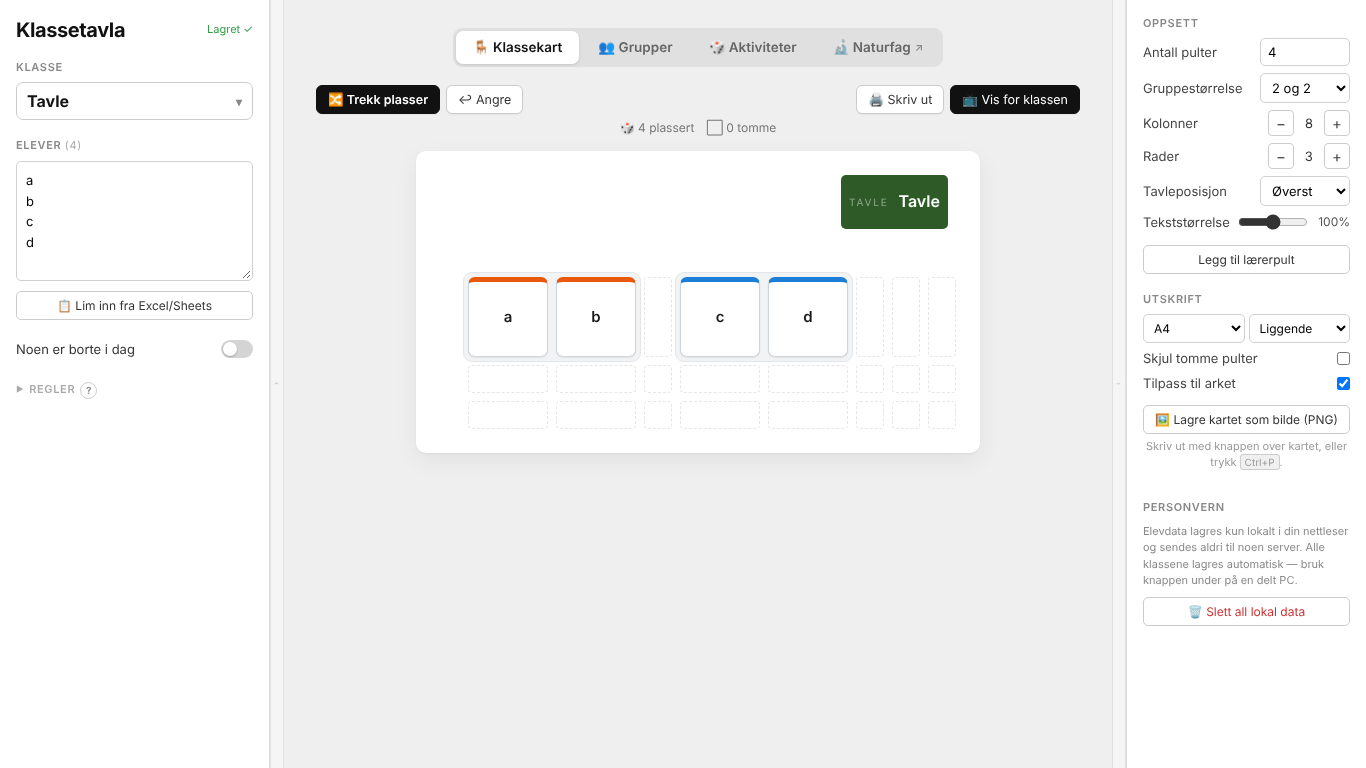 Klassetavla
Lagret ✓
KLASSE
Tavle
ELEVER (4)
a
b
c
d
📋 Lim inn fra Excel/Sheets
Noen er borte i dag
▶ REGLER ?
🪑 Klassekart
👥 Grupper
🎲 Aktiviteter
🔬 Naturfag ↗
🔀 Trekk plasser
↩ Angre
🖨️ Skriv ut
📺 Vis for klassen
🎲 4 plassert
0 tomme
TAVLE Tavle
a
b
c
d
OPPSETT
Antall pulter 4
Gruppestørrelse 2 og 2
Kolonner − 8 +
Rader − 3 +
Tavleposisjon Øverst
Tekststørrelse 100%
Legg til lærerpult
UTSKRIFT
A4 Liggende
Skjul tomme pulter
Tilpass til arket
🖼️ Lagre kartet som bilde (PNG)
Skriv ut med knappen over kartet, eller
trykk Ctrl+P.
PERSONVERN
Elevdata lagres kun lokalt i din nettleser
og sendes aldri til noen server. Alle
klassene lagres automatisk — bruk
knappen under på en delt PC.
🗑️ Slett all lokal data